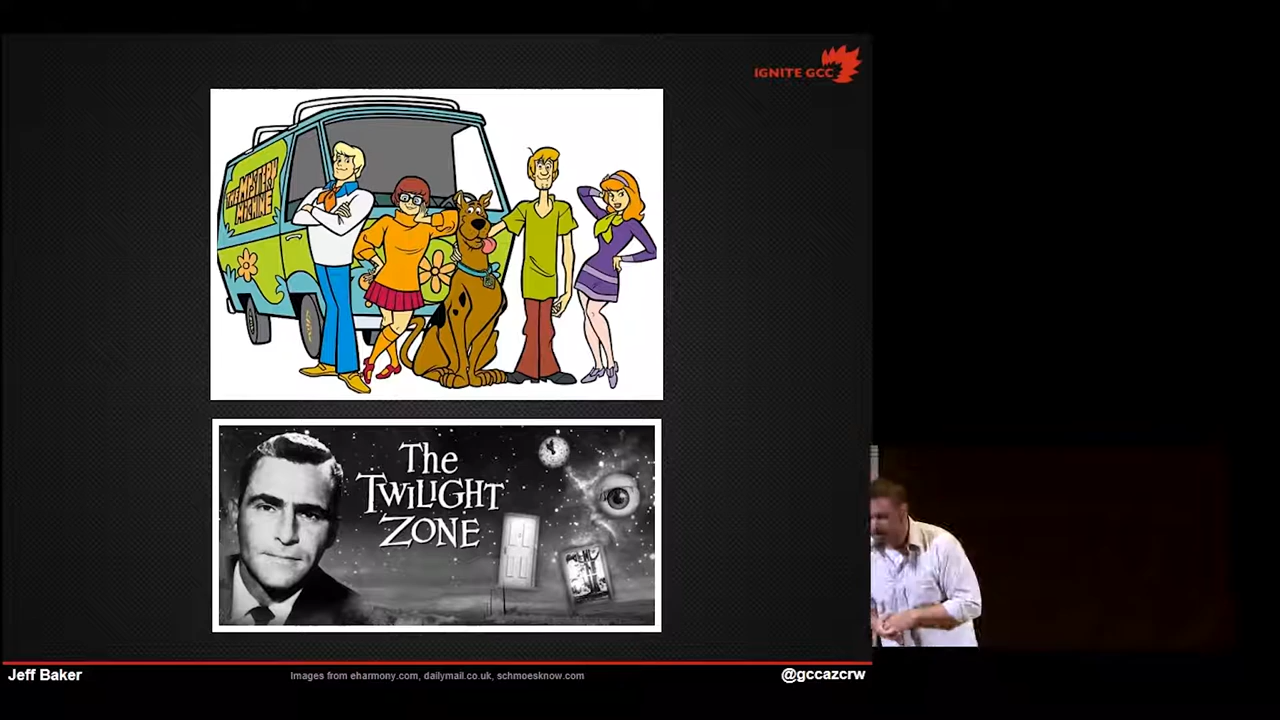 IGNITE GCC
THE MYSTERY
MACHINE
The
TWILIGHT
ZONE
Jeff Baker
Images from eharmony.com, dailymail.co.uk, schmoesknow.com
@gccazcrw